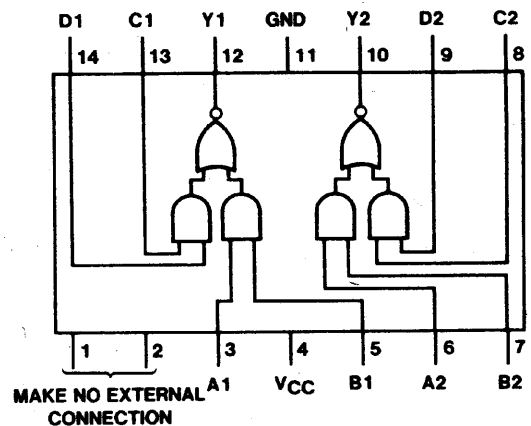 D1 C1 Y1 GND Y2 D2 C2
14 13 12 11 10 9 8
1 2 3 4 5 6 7
A1 VCC B1 A2 B2
MAKE NO EXTERNAL
CONNECTION